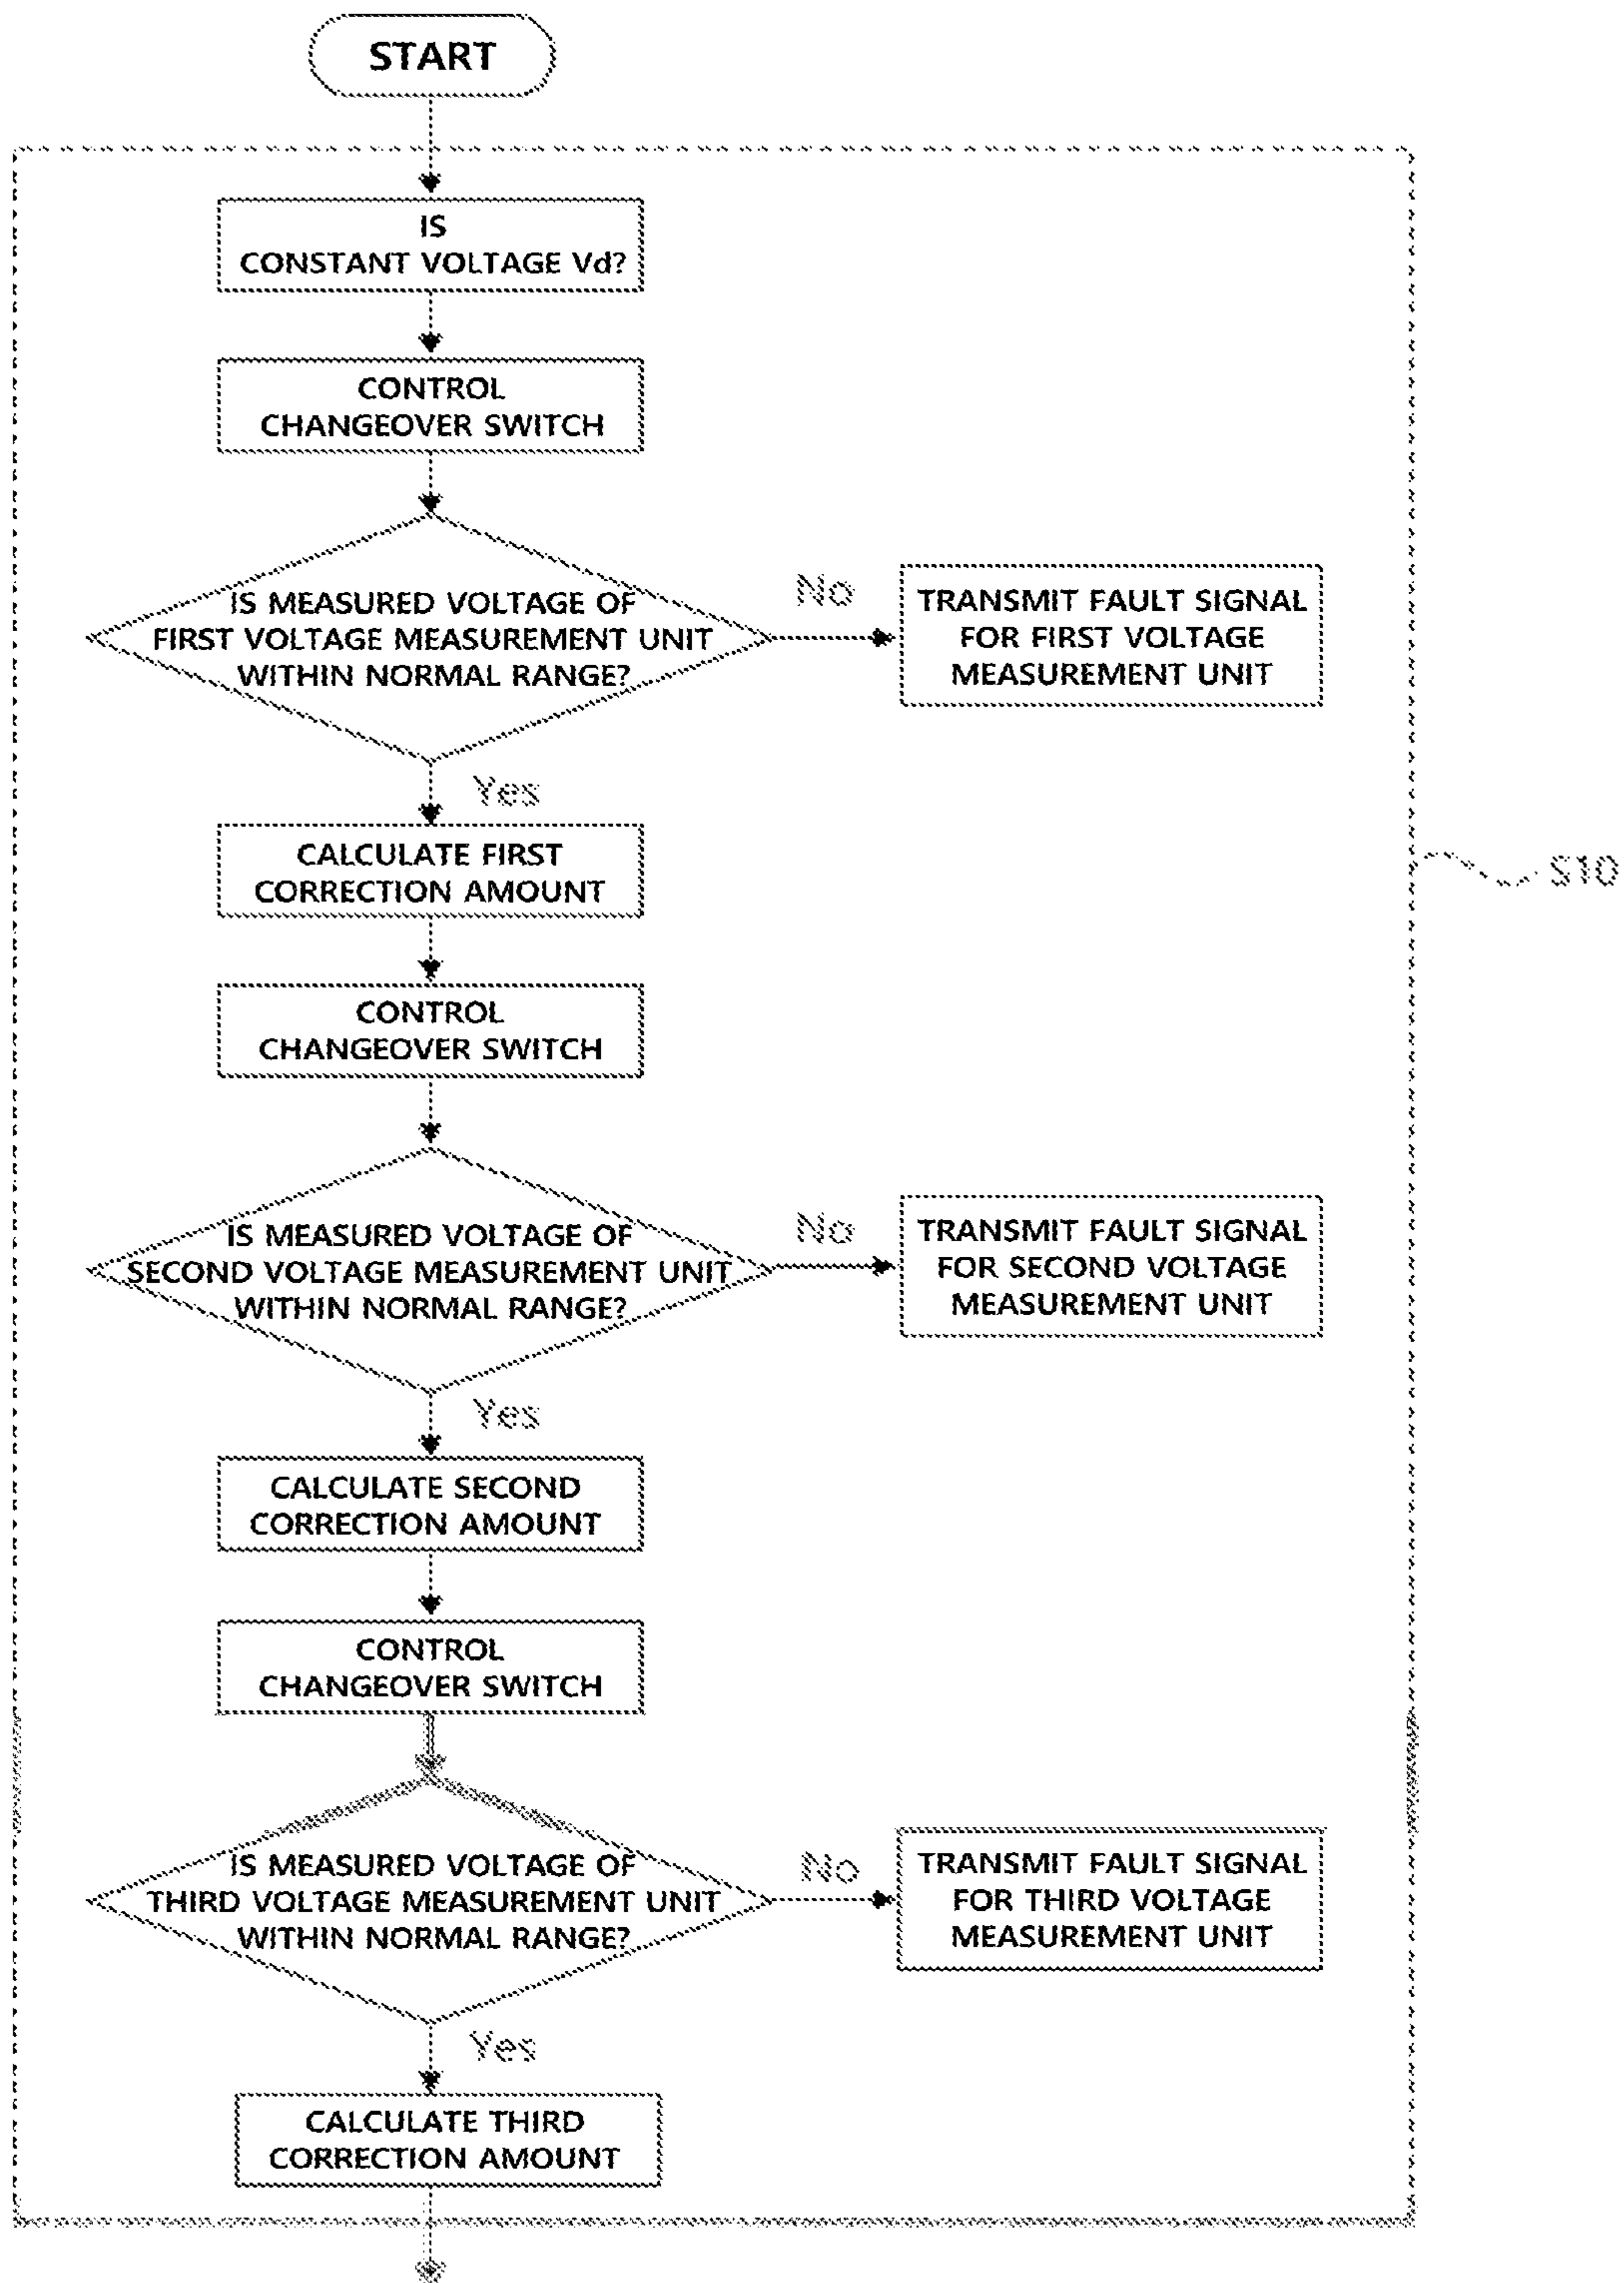 START
IS
CONSTANT VOLTAGE Vd?
CONTROL
CHANGEOVER SWITCH
IS MEASURED VOLTAGE OF
FIRST VOLTAGE MEASUREMENT UNIT
WITHIN NORMAL RANGE?
No
TRANSMIT FAULT SIGNAL
FOR FIRST VOLTAGE
MEASUREMENT UNIT
Yes
CALCULATE FIRST
CORRECTION AMOUNT
S10
CONTROL
CHANGEOVER SWITCH
IS MEASURED VOLTAGE OF
SECOND VOLTAGE MEASUREMENT UNIT
WITHIN NORMAL RANGE?
No
TRANSMIT FAULT SIGNAL
FOR SECOND VOLTAGE
MEASUREMENT UNIT
Yes
CALCULATE SECOND
CORRECTION AMOUNT
CONTROL
CHANGEOVER SWITCH
IS MEASURED VOLTAGE OF
THIRD VOLTAGE MEASUREMENT UNIT
WITHIN NORMAL RANGE?
No
TRANSMIT FAULT SIGNAL
FOR THIRD VOLTAGE
MEASUREMENT UNIT
Yes
CALCULATE THIRD
CORRECTION AMOUNT